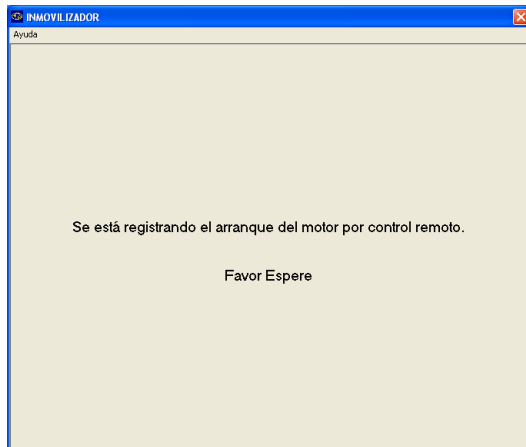 INMOVILIZADOR
Ayuda
Se está registrando el arranque del motor por control remoto.
Favor Espere